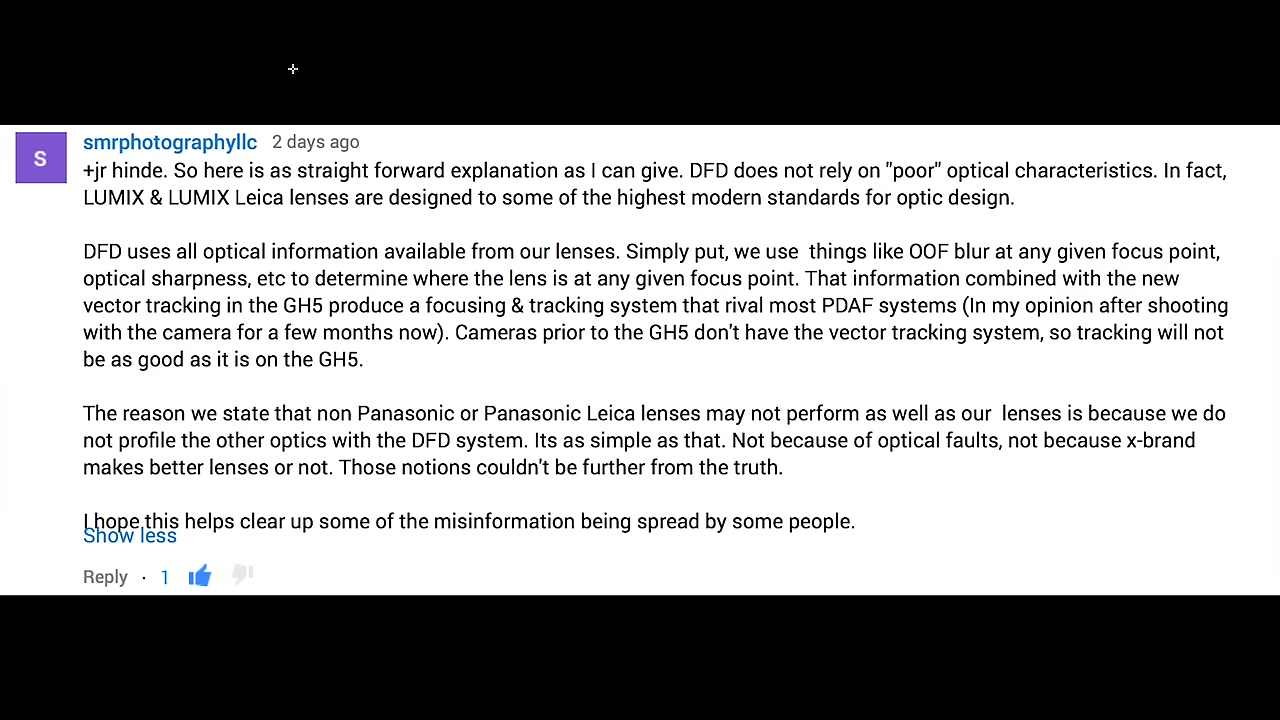 S
smrphotographyllc 2 days ago
+jr hinde. So here is as straight forward explanation as I can give. DFD does not rely on "poor" optical characteristics. In fact,
LUMIX & LUMIX Leica lenses are designed to some of the highest modern standards for optic design.
DFD uses all optical information available from our lenses. Simply put, we use  things like OOF blur at any given focus point,
optical sharpness, etc to determine where the lens is at any given focus point. That information combined with the new
vector tracking in the GH5 produce a focusing & tracking system that rival most PDAF systems (In my opinion after shooting
with the camera for a few months now). Cameras prior to the GH5 don't have the vector tracking system, so tracking will not
be as good as it is on the GH5.
The reason we state that non Panasonic or Panasonic Leica lenses may not perform as well as our  lenses is because we do
not profile the other optics with the DFD system. Its as simple as that. Not because of optical faults, not because x-brand
makes better lenses or not. Those notions couldn't be further from the truth.
I hope this helps clear up some of the misinformation being spread by some people.
Show less
Reply · 1